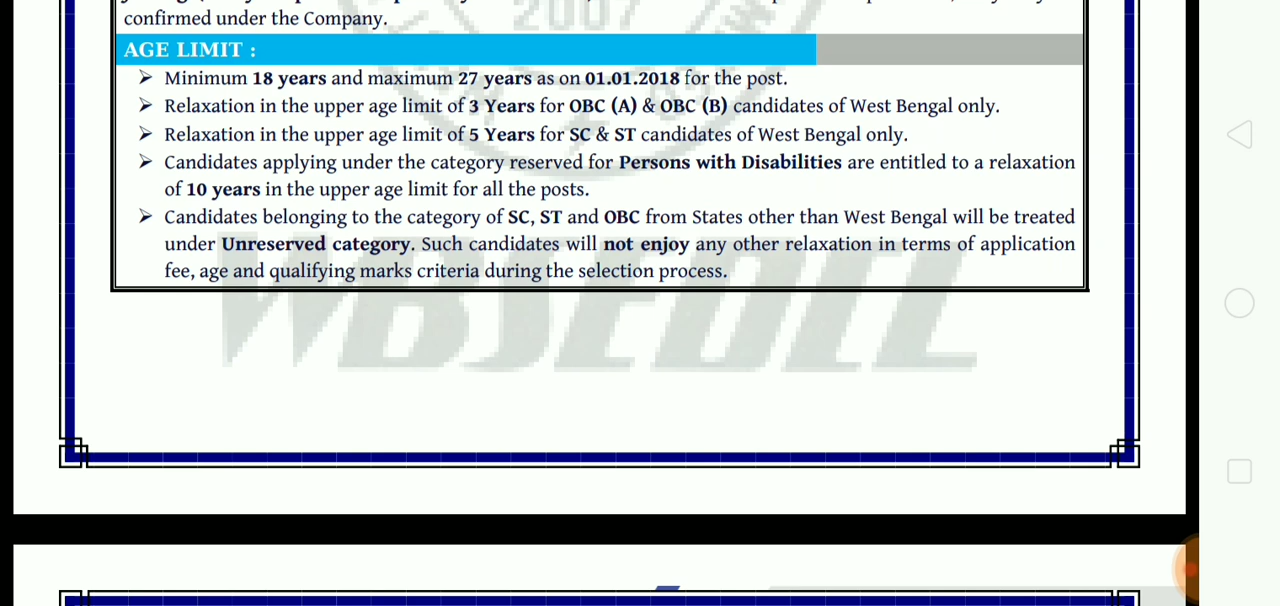 confirmed under the Company.
AGE LIMIT :
➢ Minimum 18 years and maximum 27 years as on 01.01.2018 for the post.
➢ Relaxation in the upper age limit of 3 Years for OBC (A) & OBC (B) candidates of West Bengal only.
➢ Relaxation in the upper age limit of 5 Years for SC & ST candidates of West Bengal only.
➢ Candidates applying under the category reserved for Persons with Disabilities are entitled to a relaxation
of 10 years in the upper age limit for all the posts.
➢ Candidates belonging to the category of SC, ST and OBC from States other than West Bengal will be treated
under Unreserved category. Such candidates will not enjoy any other relaxation in terms of application
fee, age and qualifying marks criteria during the selection process.
2007
WBSEDCL